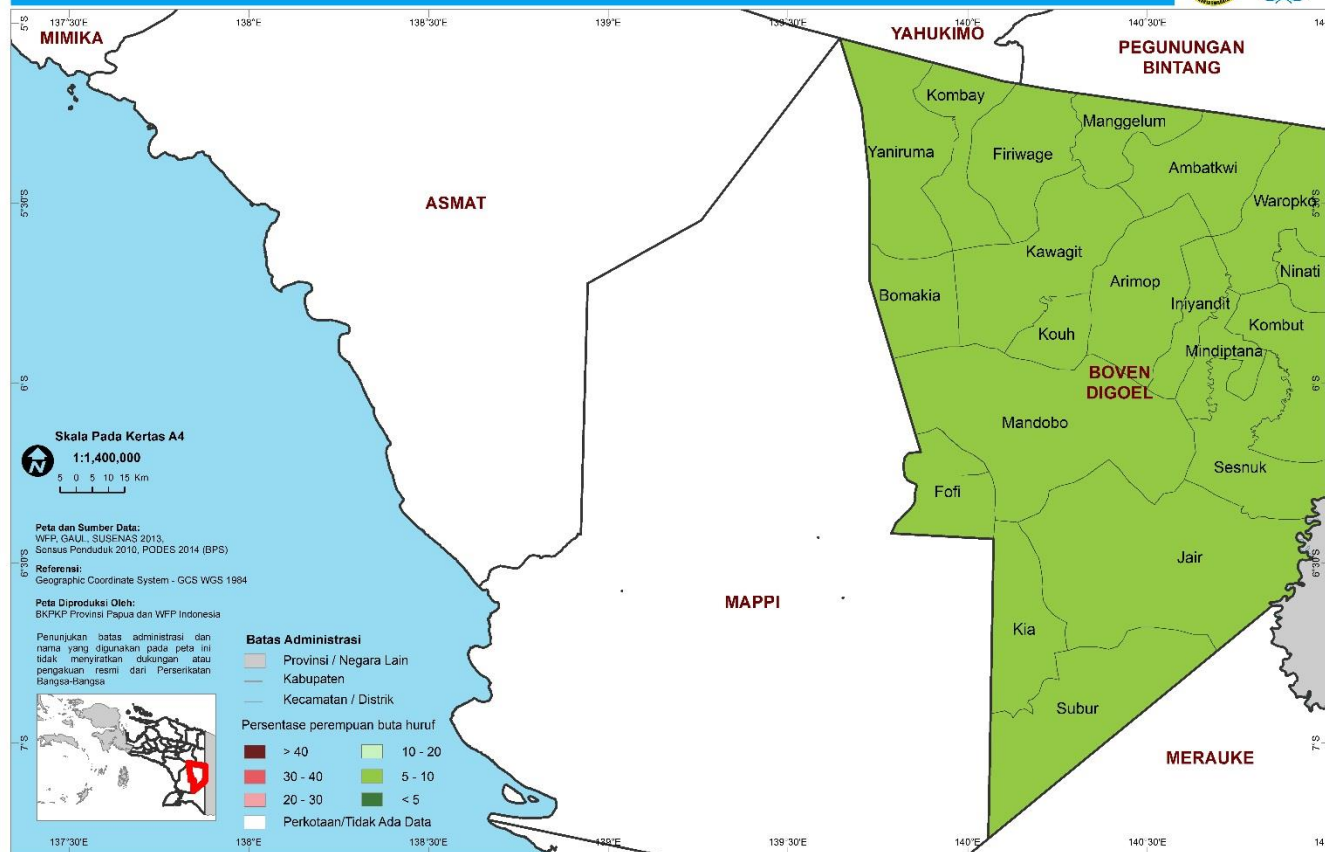 137°30'E 138°E 138°30'E 139°E 139°30'E 140°E 140°30'E
5°S
MIMIKA
YAHUKIMO
PEGUNUNGAN
BINTANG
Kombay
Manggelum
Yaniruma
Firiwage
Ambatkwi
ASMAT
Waropko
5°30'S
5°30'S
Kawagit
Arimop
Ninati
Bomakia
Iniyandit
Kombut
Kouh
Mindiptana
6°S
6°S
BOVEN
DIGOEL
Mandobo
Sesnuk
Fofi
Skala Pada Kertas A4
N
1:1,400,000
5 0 5 10 15 Km
Peta dan Sumber Data:
WFP, GAUL, SUSENAS 2013,
Sensus Penduduk 2010, PODES 2014 (BPS)
6°30'S
6°30'S
Jair
Referensi:
Geographic Coordinate System - GCS WGS 1984
Peta Diproduksi Oleh:
BKPKP Provinsi Papua dan WFP Indonesia
MAPPI
Kia
Penunjukan batas administrasi dan
nama yang digunakan pada peta ini
tidak menyiratkan dukungan atau
pengakuan resmi dari Perserikatan
Bangsa-Bangsa
Batas Administrasi
Provinsi / Negara Lain
Kabupaten
Kecamatan / Distrik
Subur
Persentase perempuan buta huruf
> 40
30 - 40
20 - 30
10 - 20
5 - 10
< 5
Perkotaan/Tidak Ada Data
7°S
7°S
MERAUKE
137°30'E 138°E 138°30'E 139°E 139°30'E 140°E 140°30'E